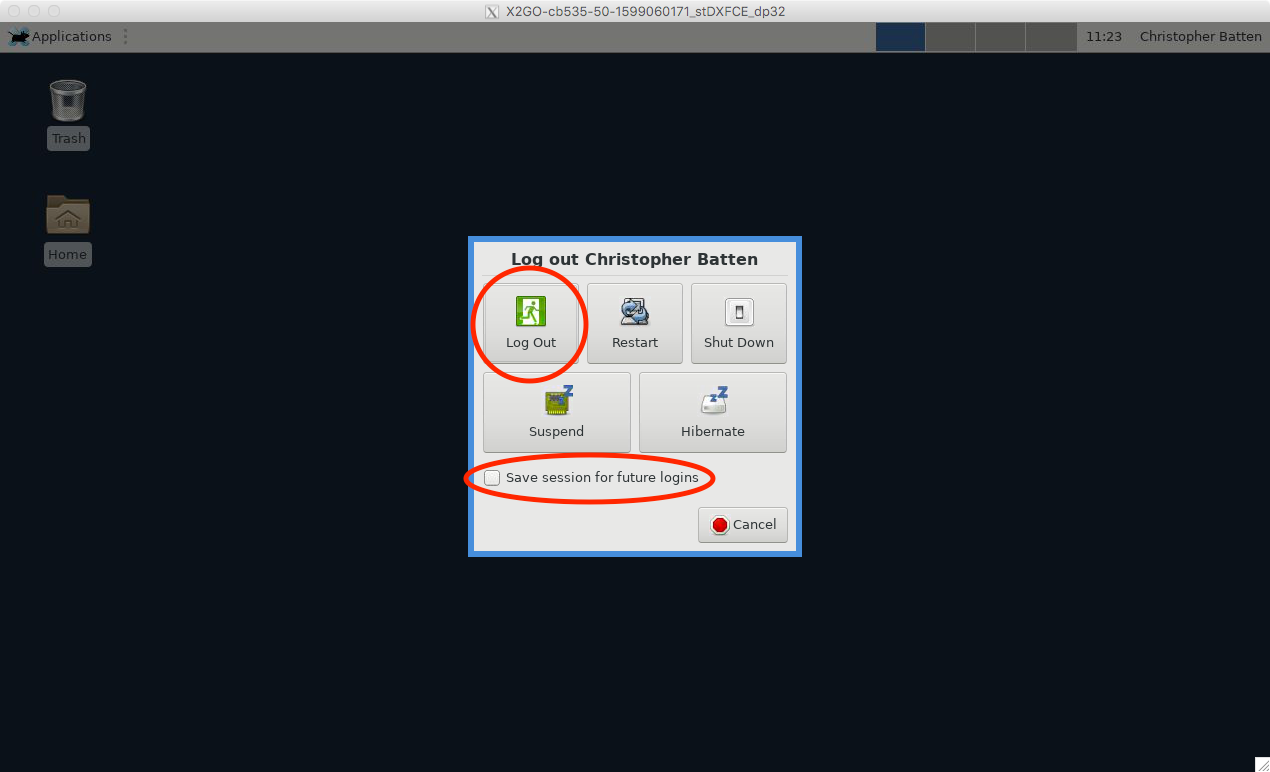 X2GO-cb535-50-1599060171_stDXFCE_dp32
Applications
11:23 Christopher Batten
Trash
Home
Log out Christopher Batten
Log Out Restart Shut Down
Suspend Hibernate
Save session for future logins
Cancel